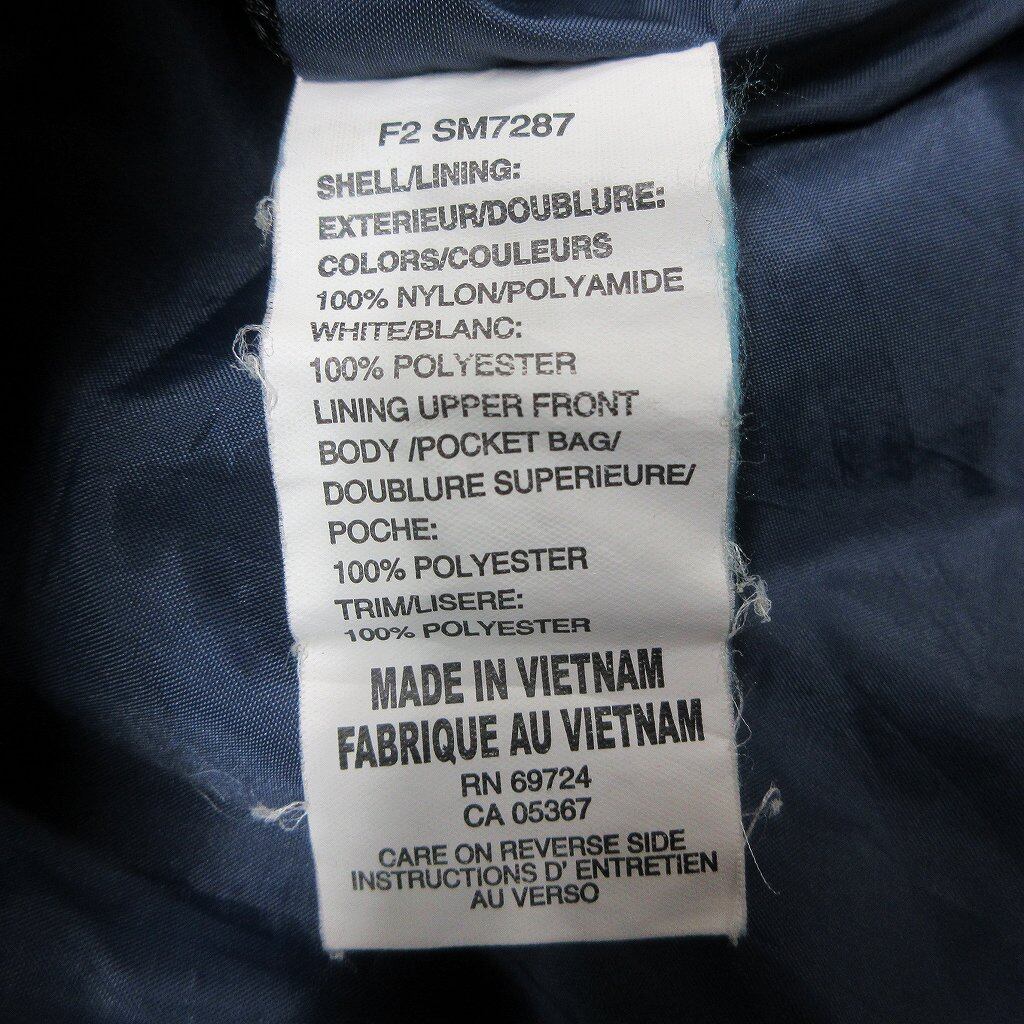 F2 SM7287
SHELL/LINING:
EXTERIEUR/DOUBLURE:
COLORS/COULEURS
100% NYLON/POLYAMIDE
WHITE/BLANC:
100% POLYESTER
LINING UPPER FRONT
BODY /POCKET BAG/
DOUBLURE SUPERIEURE/
POCHE:
100% POLYESTER
TRIM/LISERE:
100% POLYESTER
MADE IN VIETNAM
FABRIQUE AU VIETNAM
RN 69724
CA 05367
CARE ON REVERSE SIDE
INSTRUCTIONS D' ENTRETIEN
AU VERSO